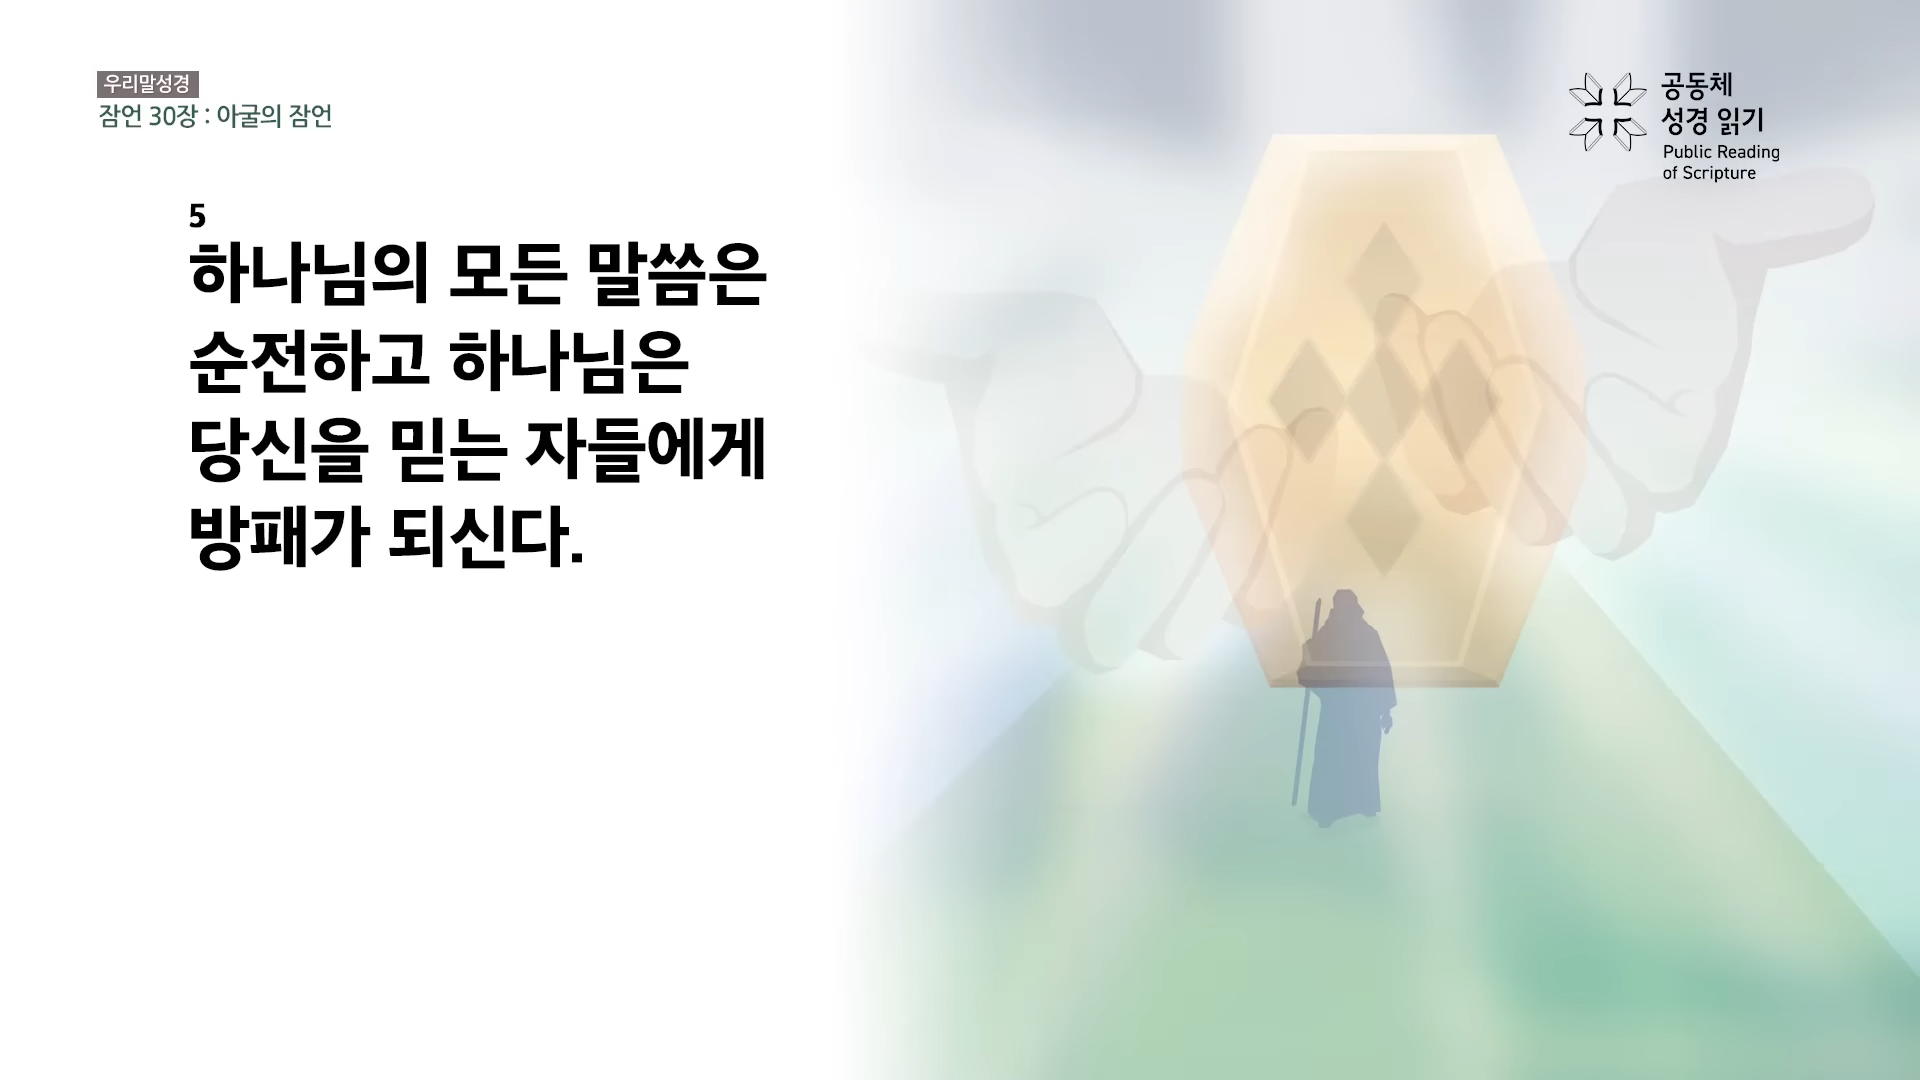 우리말성경
잠언 30장 : 아굴의 잠언
공동체
성경 읽기
Public Reading
of Scripture
5
하나님의 모든 말씀은
순전하고 하나님은
당신을 믿는 자들에게
방패가 되신다.